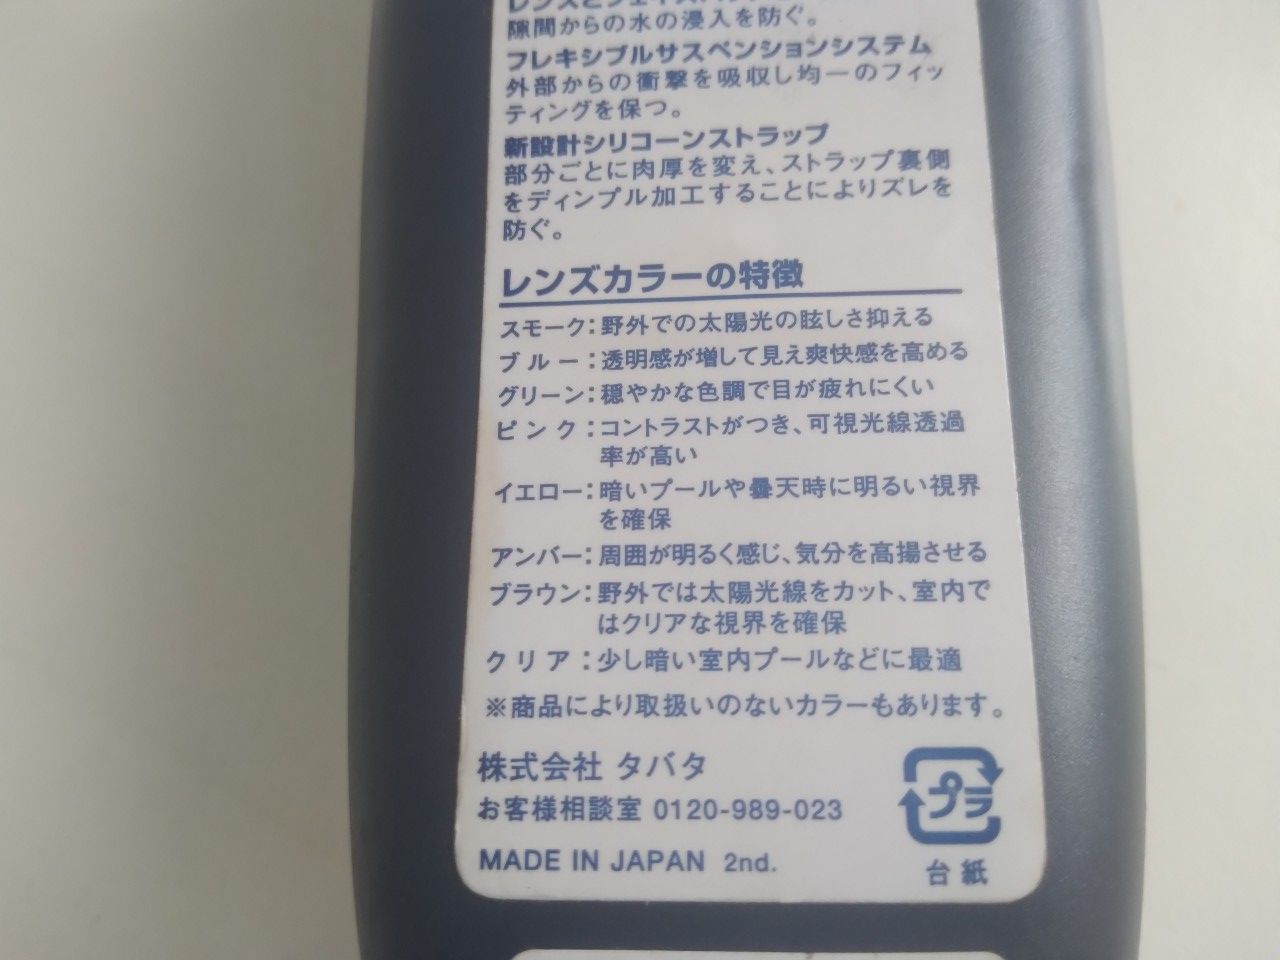 隙間からの水の浸入を防ぐ。
フレキシブルサスペンションシステム
外部からの衝撃を吸収し均一のフィッ
ティングを保つ。
新設計シリコーンストラップ
部分ごとに肉厚を変え、ストラップ裏側
をディンプル加工することによりズレを
防ぐ。
レンズカラーの特徴
スモーク:野外での太陽光の眩しさ抑える
ブルー:透明感が増して見え爽快感を高める
グリーン:穏やかな色調で目が疲れにくい
ピンク:コントラストがつき、可視光線透過
率が高い
イエロー:暗いプールや曇天時に明るい視界
を確保
アンバー:周囲が明るく感じ、気分を高揚させる
ブラウン:野外では太陽光線をカット、室内で
はクリアな視界を確保
クリア:少し暗い室内プールなどに最適
※商品により取扱いのないカラーもあります。
株式会社 タバタ
お客様相談室 0120-989-023
プラ
MADE IN JAPAN 2nd.
台紙